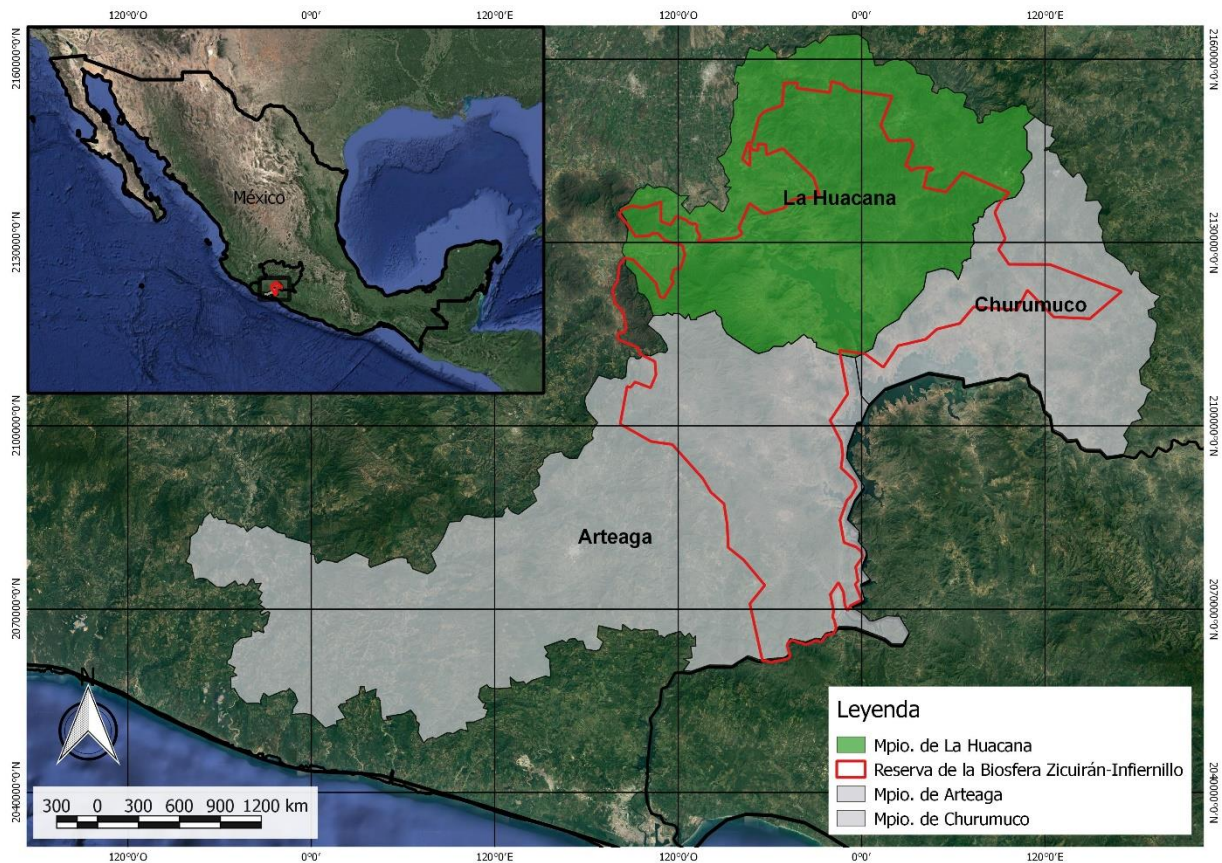 120°0'O 0°0' 120°0'E 120°0'O 0°0' 120°0'E
2160000°0'N 2160000°0'N
México
La Huacana
2130000°0'N 2130000°0'N
Churumuco
2100000°0'N 2100000°0'N
Arteaga
2070000°0'N 2070000°0'N
N
Leyenda
Mpio. de La Huacana
Reserva de la Biosfera Zicuirán-Infiernillo
Mpio. de Arteaga
Mpio. de Churumuco
2040000°0'N 2040000°0'N
300 0 300 600 900 1200 km
120°0'O 0°0' 120°0'E 120°0'O 0°0' 120°0'E